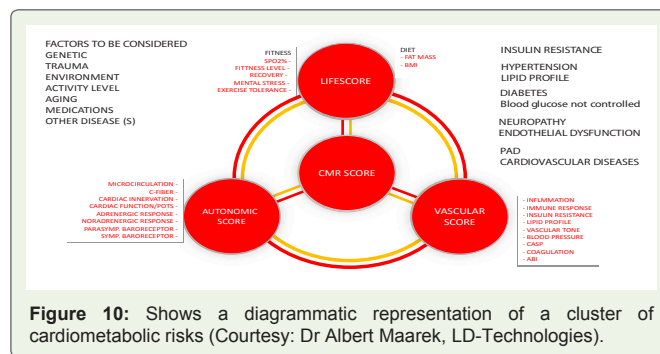 FACTORS TO BE CONSIDERED
GENETIC
TRAUMA
ENVIRONMENT
ACTIVITY LEVEL
AGING
MEDICATIONS
OTHER DISEASE (S)
FITNESS
SPO2% -
FITTNESS LEVEL -
RECOVERY -
MENTAL STRESS -
EXERCISE TOLERANCE -
LIFESCORE
DIET
- FAT MASS
- BMI
INSULIN RESISTANCE
HYPERTENSION
LIPID PROFILE
DIABETES
Blood glucose not controlled
NEUROPATHY
ENDOTHELIAL DYSFUNCTION
PAD
CARDIOVASCULAR DISEASES
CMR SCORE
MICROCIRCULATION -
C-FIBER -
CARDIAC INNERVATION -
CARDIAC FUNCTION/POTS -
ADRENERGIC RESPONSE -
NORADRENERGIC RESPONSE -
PARASYMP. BARORECEPTOR -
SYMP. BARORECEPTOR -
AUTONOMIC
SCORE
VASCULAR
SCORE
- INFLMMATION
- IMMUNE RESPONSE
- INSULIN RESISTANCE
- LIPID PROFILE
- VASCULAR TONE
- BLOOD PRESSURE
- CASP
- COAGULATION
- ABI
Figure 10: Shows a diagrammatic representation of a cluster of
cardiometabolic risks (Courtesy: Dr Albert Maarek, LD-Technologies).